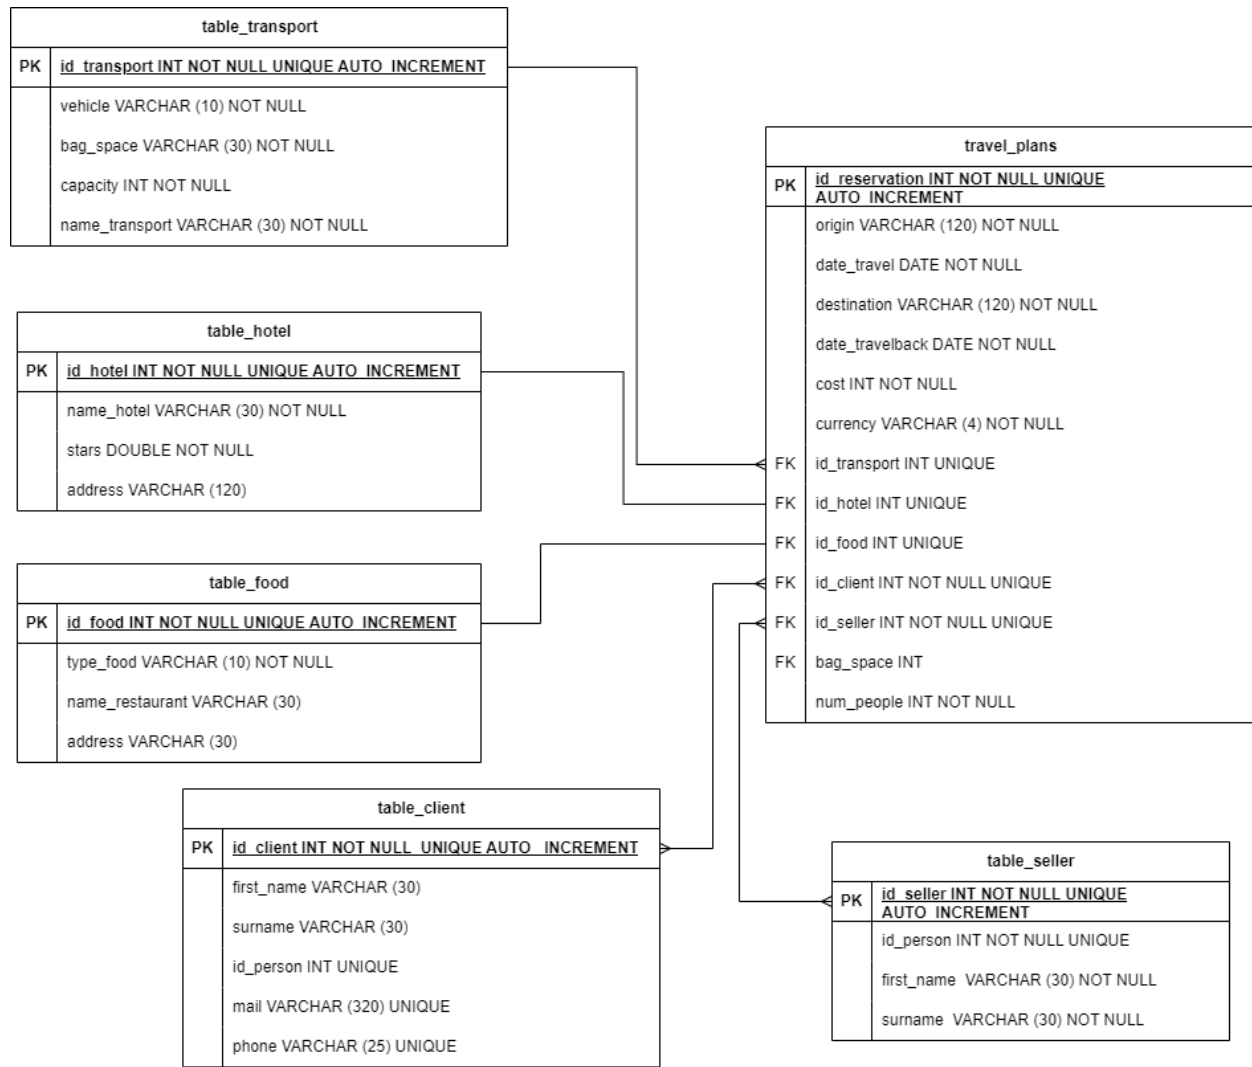 table_transport
PK id_transport INT NOT NULL UNIQUE AUTO_INCREMENT
vehicle VARCHAR (10) NOT NULL
bag_space VARCHAR (30) NOT NULL
capacity INT NOT NULL
name_transport VARCHAR (30) NOT NULL
table_hotel
PK id_hotel INT NOT NULL UNIQUE AUTO_INCREMENT
name_hotel VARCHAR (30) NOT NULL
stars DOUBLE NOT NULL
address VARCHAR (120)
table_food
PK id_food INT NOT NULL UNIQUE AUTO_INCREMENT
type_food VARCHAR (10) NOT NULL
name_restaurant VARCHAR (30)
address VARCHAR (30)
table_client
PK id_client INT NOT NULL UNIQUE AUTO_INCREMENT
first_name VARCHAR (30)
surname VARCHAR (30)
id_person INT UNIQUE
mail VARCHAR (320) UNIQUE
phone VARCHAR (25) UNIQUE
travel_plans
PK id_reservation INT NOT NULL UNIQUE
AUTO_INCREMENT
origin VARCHAR (120) NOT NULL
date_travel DATE NOT NULL
destination VARCHAR (120) NOT NULL
date_travelback DATE NOT NULL
cost INT NOT NULL
currency VARCHAR (4) NOT NULL
FK id_transport INT UNIQUE
FK id_hotel INT UNIQUE
FK id_food INT UNIQUE
FK id_client INT NOT NULL UNIQUE
FK id_seller INT NOT NULL UNIQUE
FK bag_space INT
num_people INT NOT NULL
table_seller
PK id_seller INT NOT NULL UNIQUE
AUTO_INCREMENT
id_person INT NOT NULL UNIQUE
first_name VARCHAR (30) NOT NULL
surname VARCHAR (30) NOT NULL